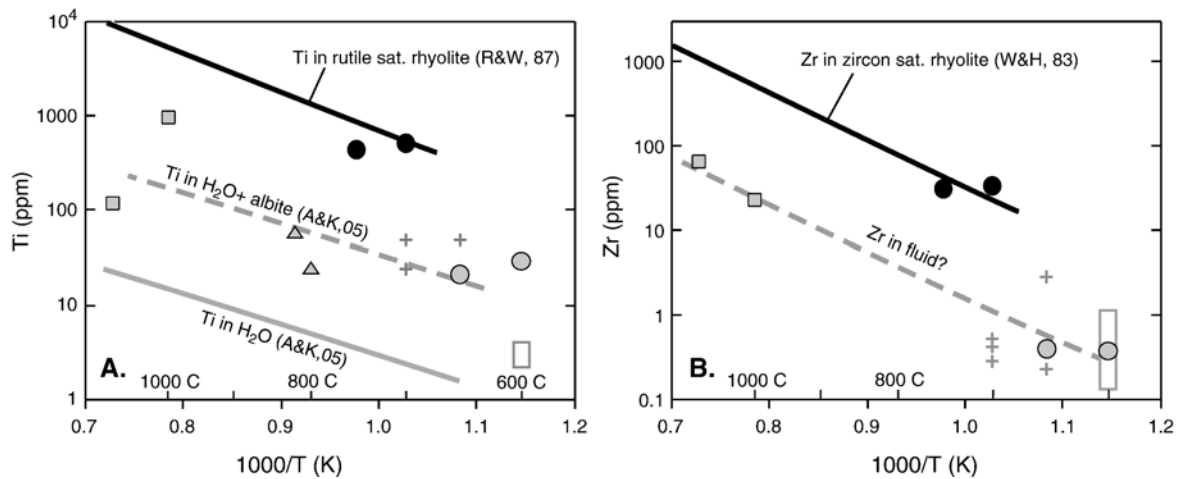 10⁴
1000
100
10
1
Ti (ppm)
Ti in rutile sat. rhyolite (R&W, 87)
Ti in H₂O+ albite (A&K,05)
Ti in H₂O (A&K,05)
A.
1000 C
800 C
600 C
0.7
0.8
0.9
1.0
1.1
1.2
1000/T (K)
1000
100
10
1
0.1
Zr (ppm)
Zr in zircon sat. rhyolite (W&H, 83)
Zr in fluid?
B.
1000 C
800 C
0.7
0.8
0.9
1.0
1.1
1.2
1000/T (K)